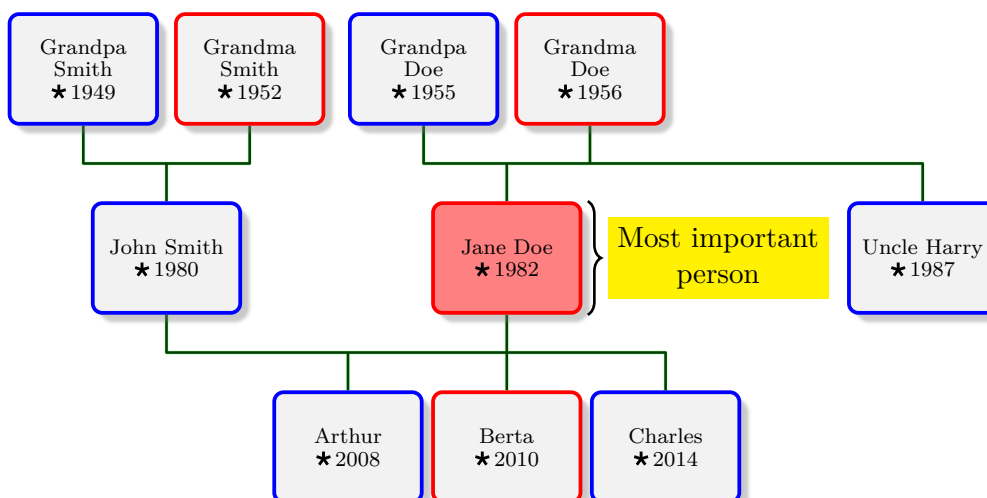 Grandpa
Smith
★1949
Grandma
Smith
★1952
Grandpa
Doe
★1955
Grandma
Doe
★1956
John Smith
★1980
Jane Doe
★1982
Most important
person
Uncle Harry
★1987
Arthur
★2008
Berta
★2010
Charles
★2014